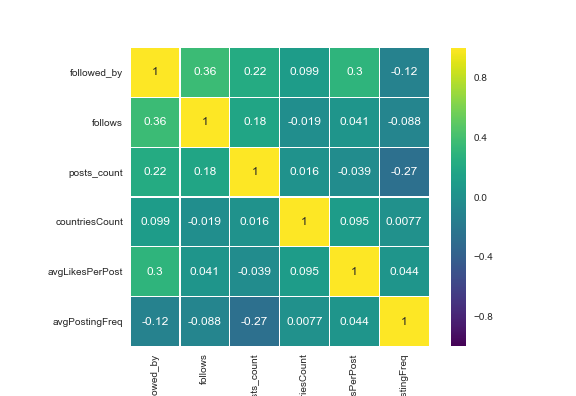 followed_by 1 0.36 0.22 0.099 0.3 -0.12
follows 0.36 1 0.18 -0.019 0.041 -0.088
posts_count 0.22 0.18 1 0.016 -0.039 -0.27
countriesCount 0.099 -0.019 0.016 1 0.095 0.0077
avgLikesPerPost 0.3 0.041 -0.039 0.095 1 0.044
avgPostingFreq -0.12 -0.088 -0.27 0.0077 0.044 1
owed_by
follows
sts_count
riesCount
sPerPost
stingFreq
0.8
0.4
0.0
−0.4
−0.8